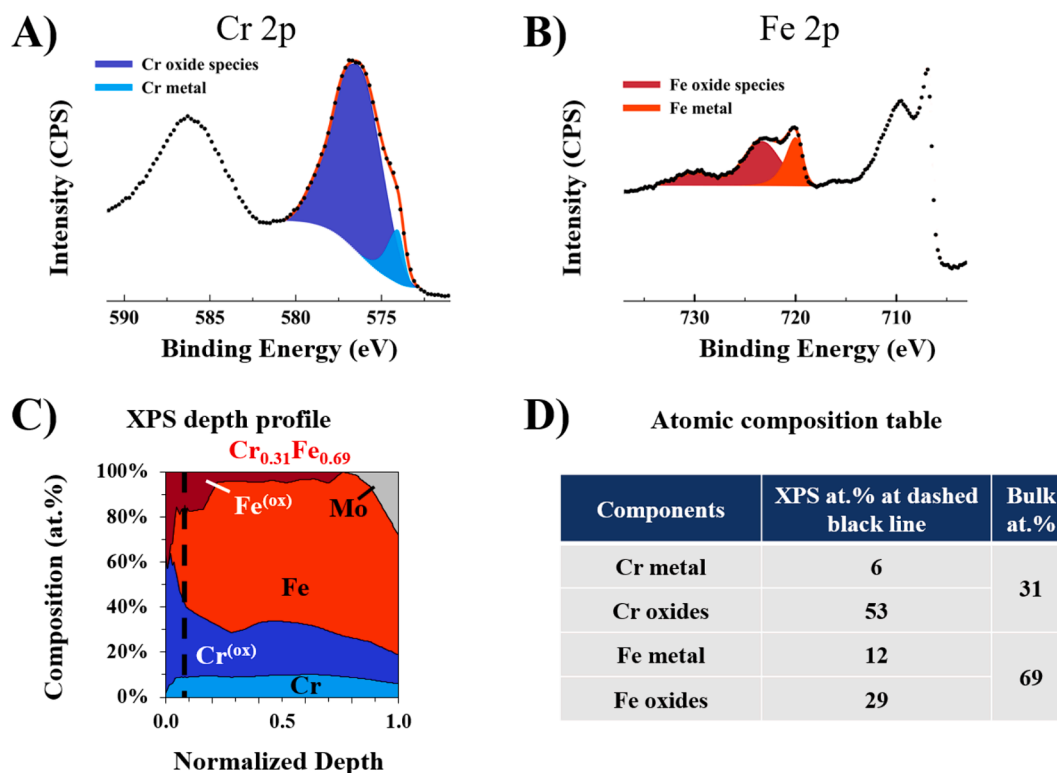 A)
Cr 2p
Cr oxide species
Cr metal
Intensity (CPS)
590
585
580
575
Binding Energy (eV)
B)
Fe 2p
Fe oxide species
Fe metal
Intensity (CPS)
730
720
710
Binding Energy (eV)
C)
XPS depth profile
Cr0.31Fe0.69
Composition (at.%)
100%
80%
60%
40%
20%
0%
Fe(ox)
Mo
Fe
Cr(ox)
Cr
0.0
0.5
1.0
Normalized Depth
D)
Atomic composition table
Components
XPS at.% at dashed
black line
Bulk
at.%
Cr metal
6
31
Cr oxides
53
Fe metal
12
69
Fe oxides
29